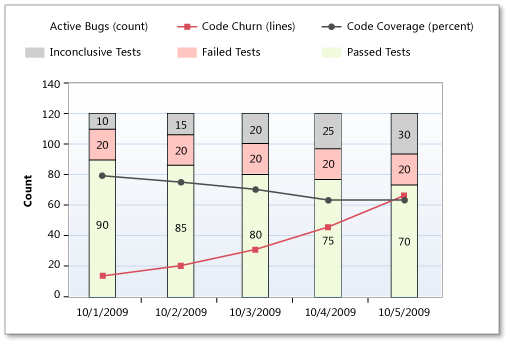 Active Bugs (count) Code Churn (lines) Code Coverage (percent)
Inconclusive Tests Failed Tests Passed Tests
140
120
100
80
60
40
20
0
Count
10 15 20 25 30
20 20 20 20 20
90 85 80 75 70
10/1/2009 10/2/2009 10/3/2009 10/4/2009 10/5/2009